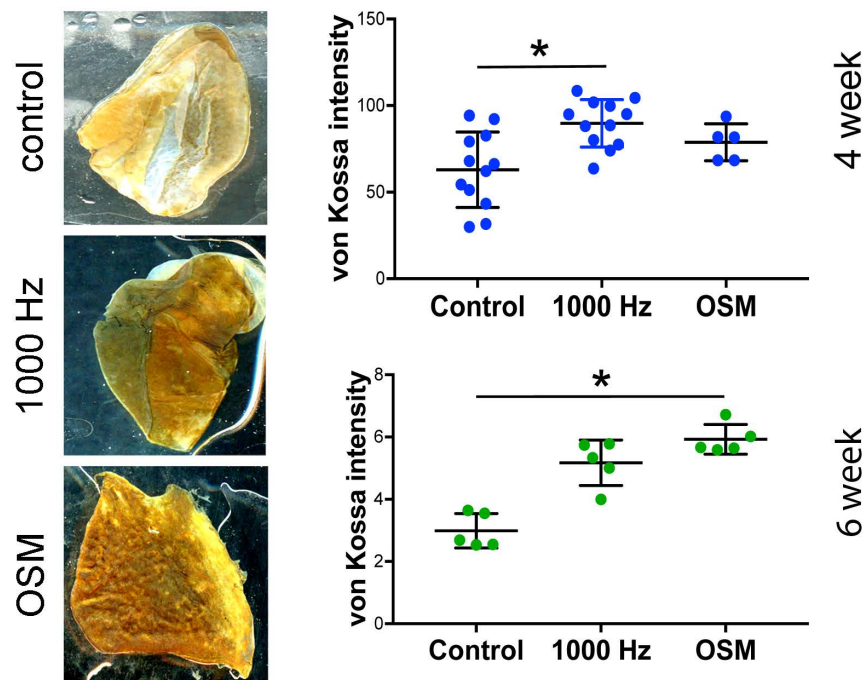 control
1000 Hz
OSM
von Kossa intensity
150
100
50
0
*
Control 1000 Hz OSM
4 week
von Kossa intensity
8
6
4
2
0
*
Control 1000 Hz OSM
6 week